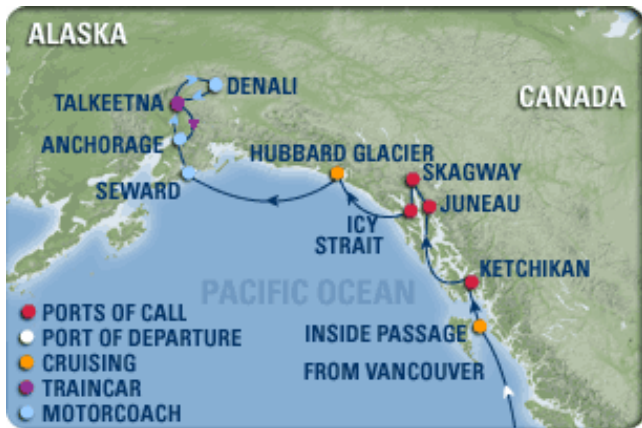 ALASKA
DENALI
TALKEETNA
CANADA
ANCHORAGE
HUBBARD GLACIER
SKAGWAY
SEWARD
JUNEAU
ICY
STRAIT
KETCHIKAN
PACIFIC OCEAN
PORTS OF CALL
PORT OF DEPARTURE
CRUISING
TRAINCAR
MOTORCOACH
INSIDE PASSAGE
FROM VANCOUVER